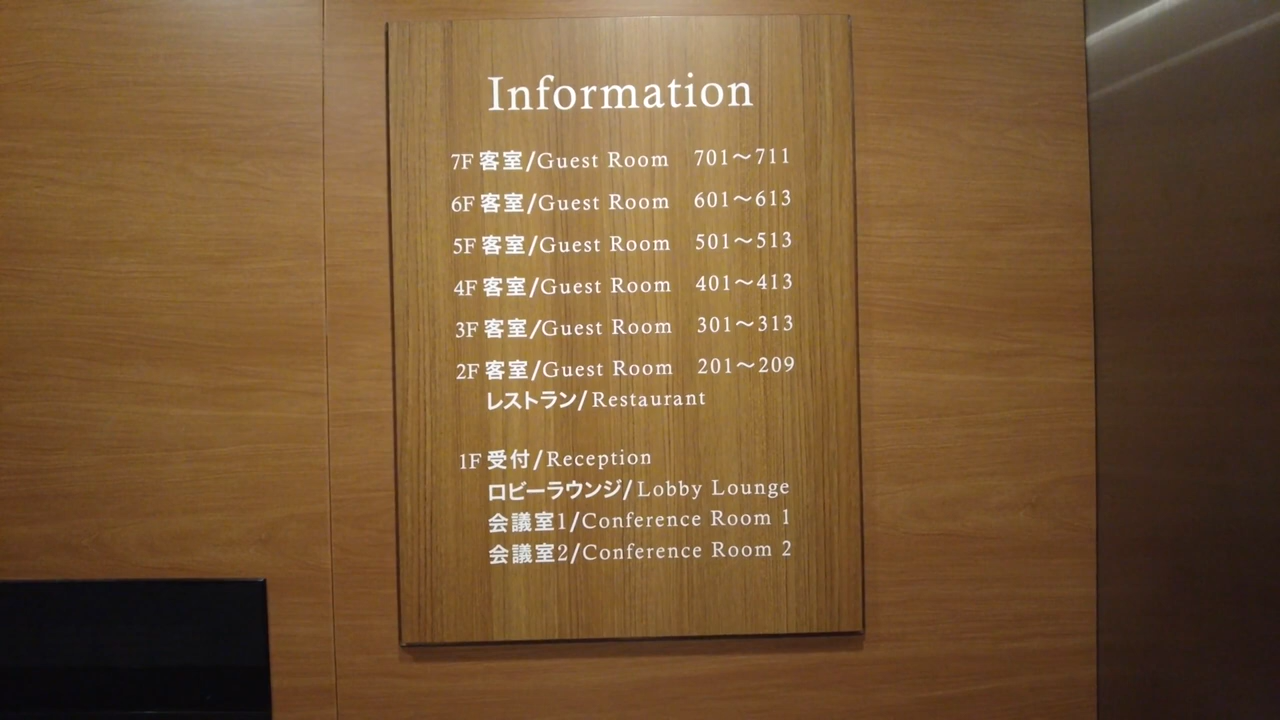 Information
7F 客室/Guest Room 701〜711
6F 客室/Guest Room 601〜613
5F 客室/Guest Room 501〜513
4F 客室/Guest Room 401〜413
3F 客室/Guest Room 301〜313
2F 客室/Guest Room 201〜209
レストラン/Restaurant
1F 受付/Reception
ロビーラウンジ/Lobby Lounge
会議室1/Conference Room 1
会議室2/Conference Room 2